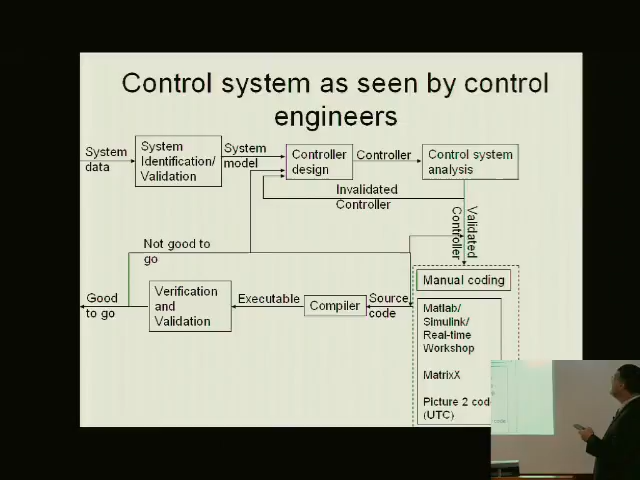 Control system as seen by control
engineers
System
data
System
Identification/
Validation
System
model
Controller
design
Controller
Control system
analysis
Invalidated
Controller
Validated
Controller
Not good to
go
Good
to go
Verification
and
Validation
Executable
Compiler
Source
code
Manual coding
Matlab/
Simulink/
Real-time
Workshop
MatrixX
Picture 2 cod
(UTC)